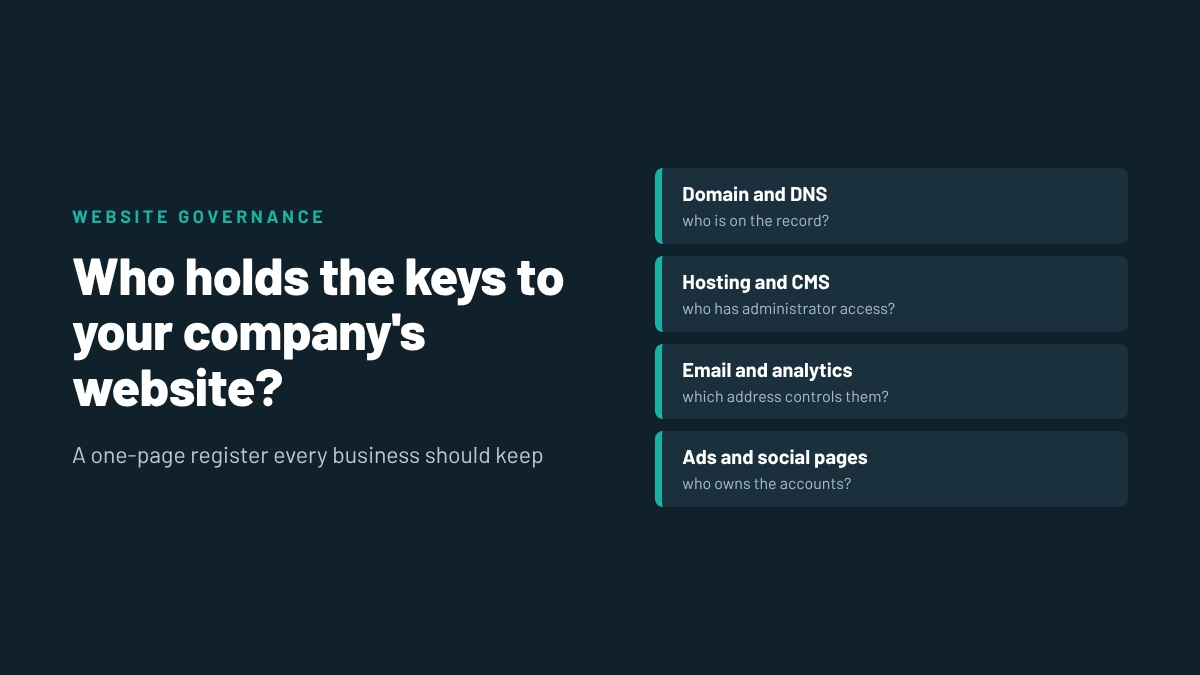 WEBSITE GOVERNANCE
Who holds the keys to
your company's
website?
A one-page register every business should keep
Domain and DNS
who is on the record?
Hosting and CMS
who has administrator access?
Email and analytics
which address controls them?
Ads and social pages
who owns the accounts?